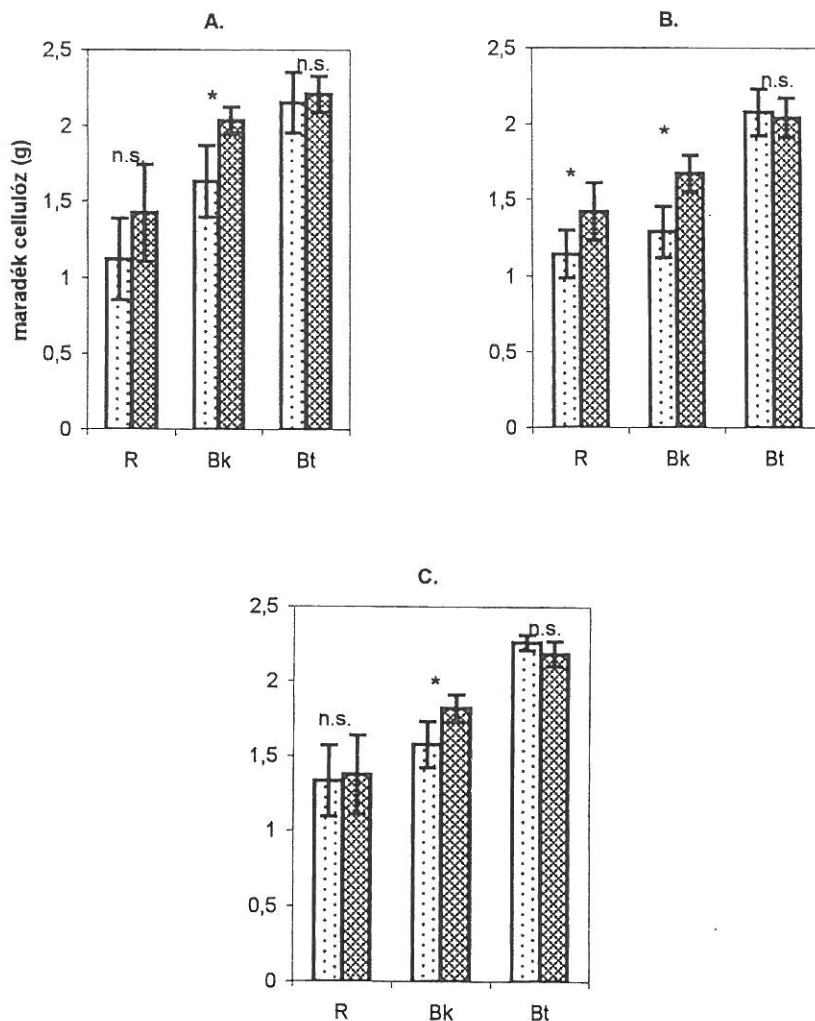 A.
maradék cellulóz (g)
2,5
2
1,5
1
0,5
0
n.s.
*
n.s.
R Bk Bt
B.
2,5
2
1,5
1
0,5
0
*
*
n.s.
R Bk Bt
C.
2,5
2
1,5
1
0,5
0
n.s.
*
n.s.
R Bk Bt